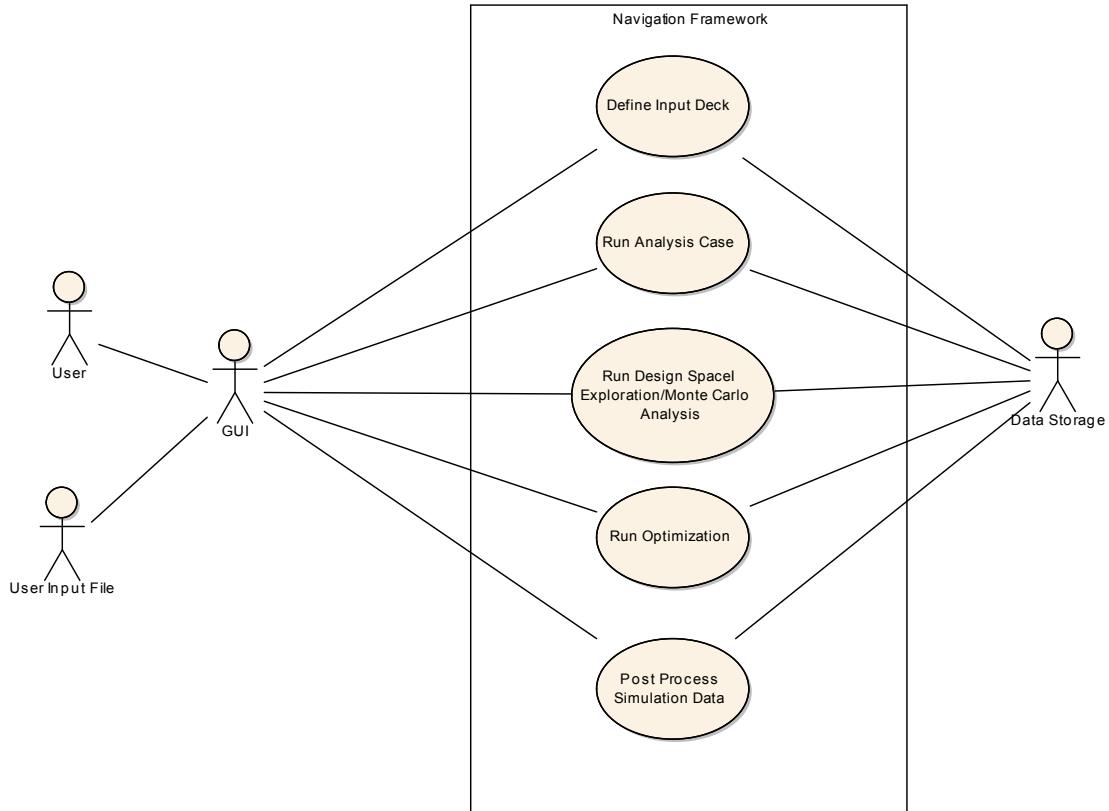 Navigation Framework
Define Input Deck
Run Analysis Case
Run Design Spacel
Exploration/Monte Carlo
Analysis
Run Optimization
Post Process
Simulation Data
User
GUI
User Input File
Data Storage